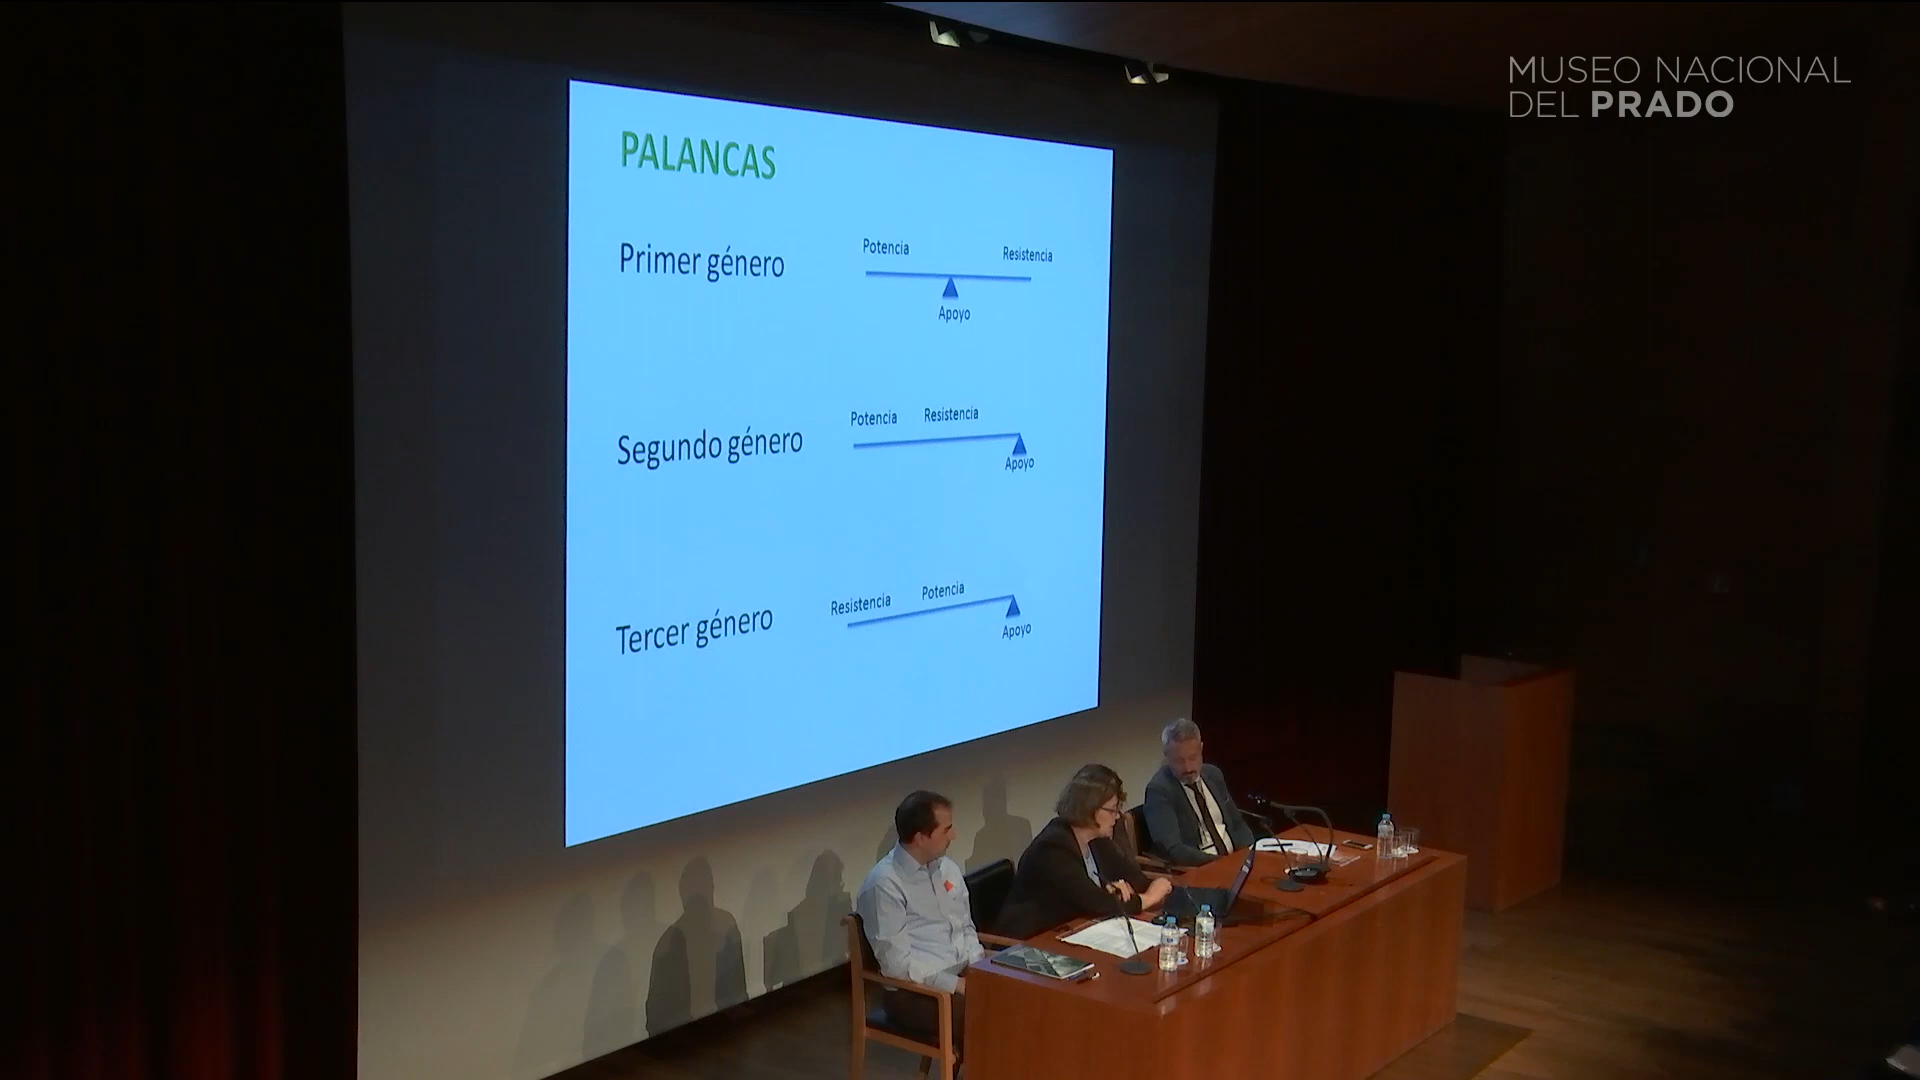 MUSEO NACIONAL
DEL PRADO
PALANCAS
Primer género
Potencia
Resistencia
Apoyo
Segundo género
Potencia
Resistencia
Apoyo
Tercer género
Resistencia
Potencia
Apoyo